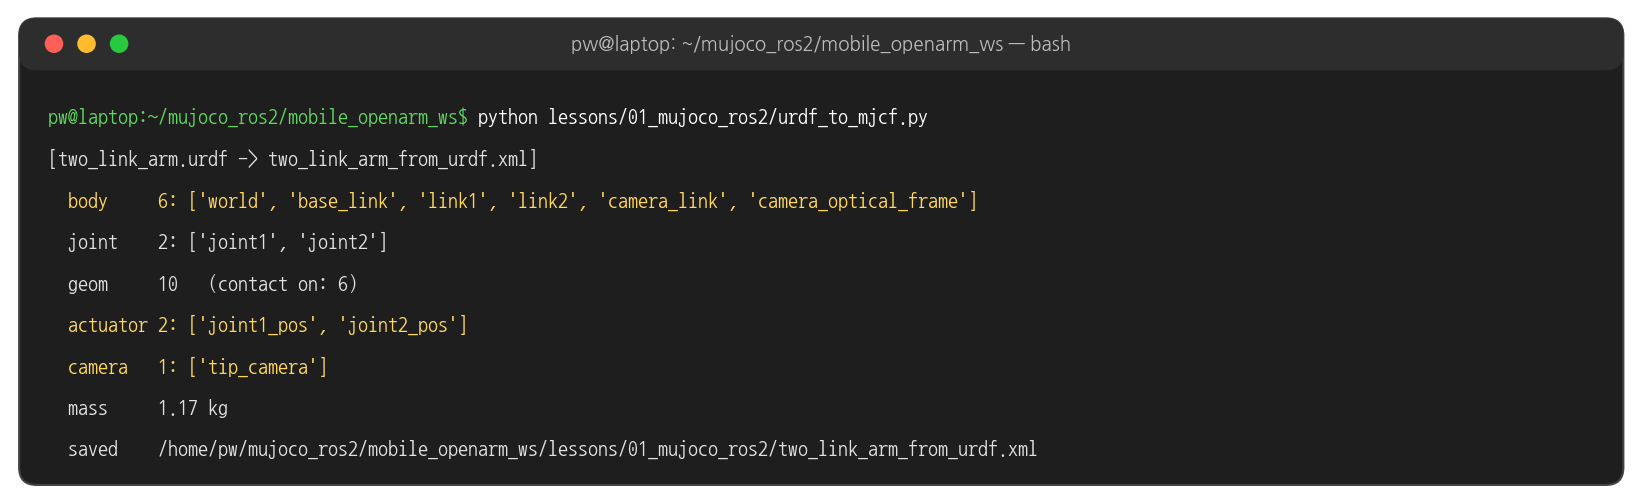 pw@laptop: ~/mujoco_ros2/mobile_openarm_ws — bash
pw@laptop:~/mujoco_ros2/mobile_openarm_ws$ python lessons/01_mujoco_ros2/urdf_to_mjcf.py
[two_link_arm.urdf -> two_link_arm_from_urdf.xml]
  body     6: ['world', 'base_link', 'link1', 'link2', 'camera_link', 'camera_optical_frame']
  joint    2: ['joint1', 'joint2']
  geom     10   (contact on: 6)
  actuator 2: ['joint1_pos', 'joint2_pos']
  camera   1: ['tip_camera']
  mass     1.17 kg
  saved    /home/pw/mujoco_ros2/mobile_openarm_ws/lessons/01_mujoco_ros2/two_link_arm_from_urdf.xml